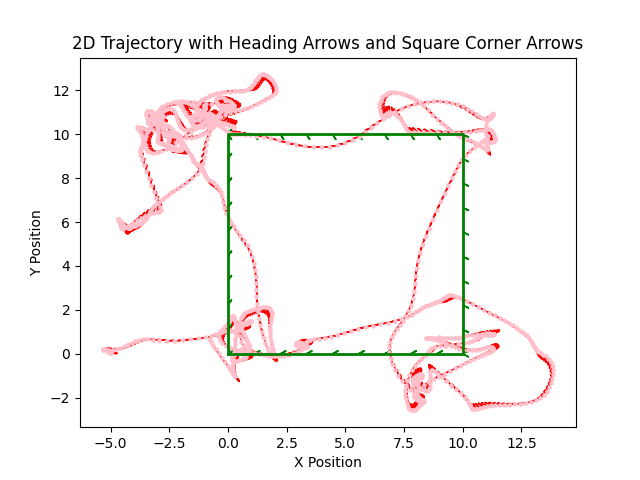 2D Trajectory with Heading Arrows and Square Corner Arrows
12
10
8
6
4
2
0
−2
Y Position
−5.0 −2.5 0.0 2.5 5.0 7.5 10.0 12.5
X Position